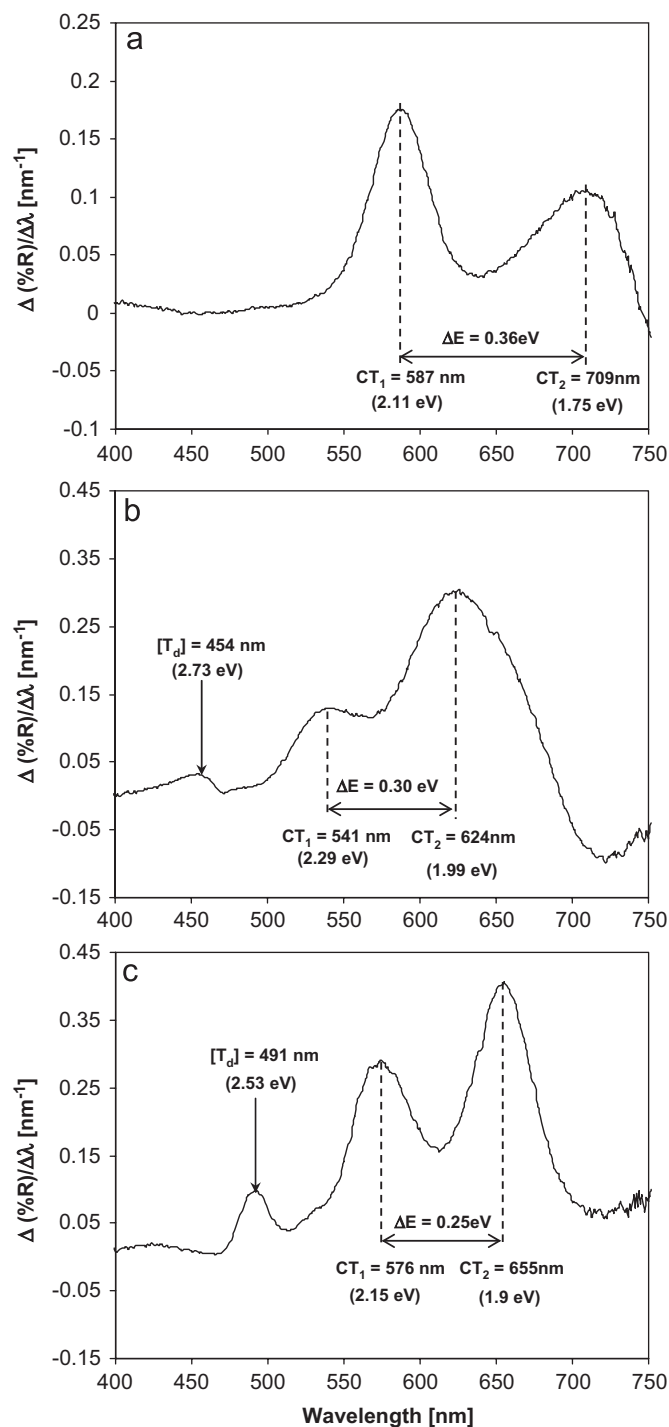 a
0.25
0.2
0.15
0.1
0.05
0
-0.05
-0.1
Δ (%R)/Δλ [nm⁻¹]
ΔE = 0.36eV
CT₁ = 587 nm
(2.11 eV)
CT₂ = 709nm
(1.75 eV)
400 450 500 550 600 650 700 750
b
0.45
0.35
0.25
0.15
0.05
-0.05
-0.15
Δ (%R)/Δλ [nm⁻¹]
[T_d] = 454 nm
(2.73 eV)
ΔE = 0.30 eV
CT₁ = 541 nm
(2.29 eV)
CT₂ = 624nm
(1.99 eV)
400 450 500 550 600 650 700 750
c
0.45
0.35
0.25
0.15
0.05
-0.05
-0.15
Δ (%R)/Δλ [nm⁻¹]
[T_d] = 491 nm
(2.53 eV)
ΔE = 0.25eV
CT₁ = 576 nm
(2.15 eV)
CT₂ = 655nm
(1.9 eV)
400 450 500 550 600 650 700 750
Wavelength [nm]